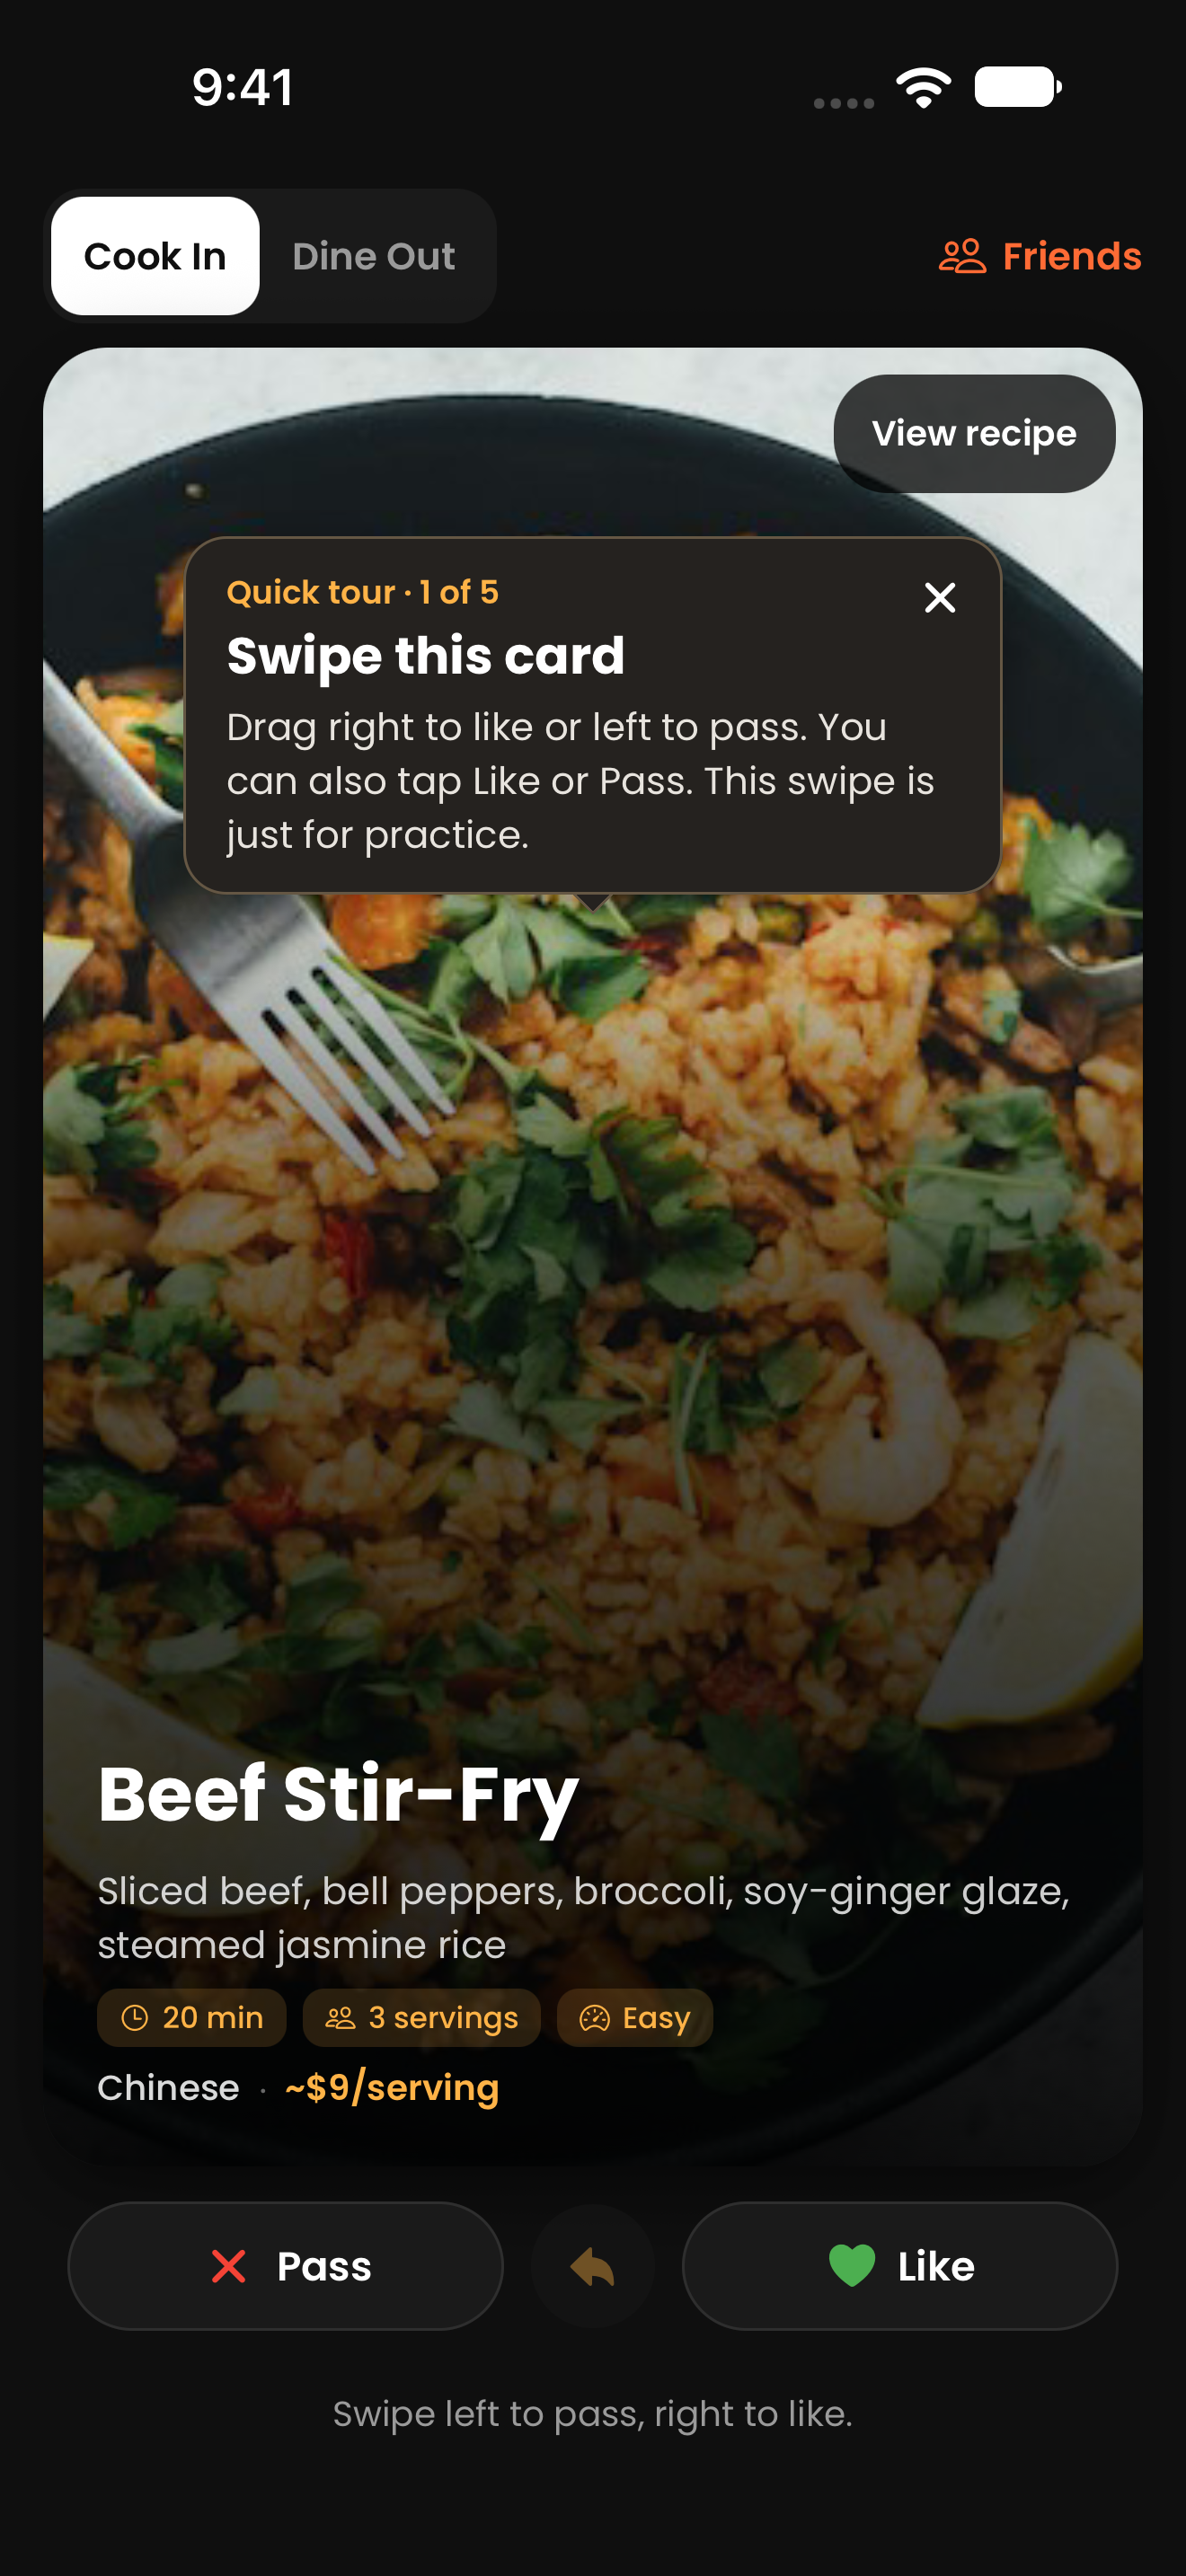 9:41
Cook In
Dine Out
Friends
View recipe
Quick tour · 1 of 5
Swipe this card
Drag right to like or left to pass. You
can also tap Like or Pass. This swipe is
just for practice.
Beef Stir-Fry
Sliced beef, bell peppers, broccoli, soy-ginger glaze,
steamed jasmine rice
20 min
3 servings
Easy
Chinese · ~$9/serving
Pass
Like
Swipe left to pass, right to like.